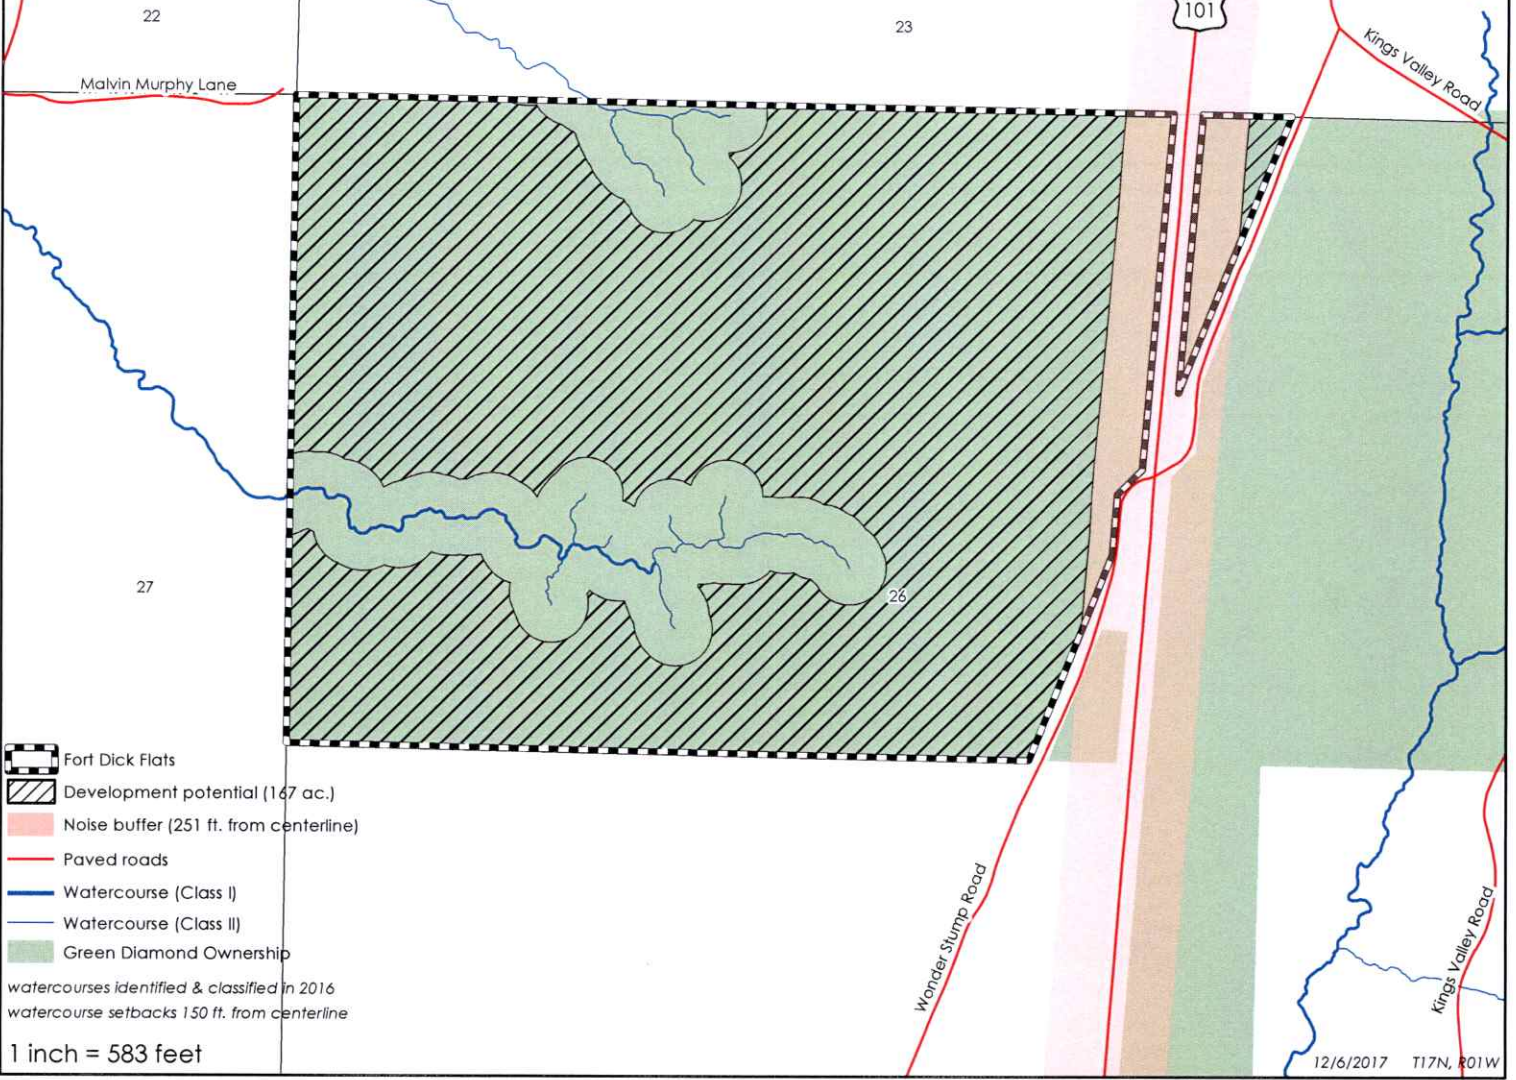 22
23
101
Kings Valley Road
Malvin Murphy Lane
27
26
Fort Dick Flats
Development potential (167 ac.)
Noise buffer (251 ft. from centerline)
Paved roads
Watercourse (Class I)
Watercourse (Class II)
Green Diamond Ownership
watercourses identified & classified in 2016
watercourse setbacks 150 ft. from centerline
1 inch = 583 feet
Wonder Stump Road
Kings Valley Road
12/6/2017 T17N, R01W